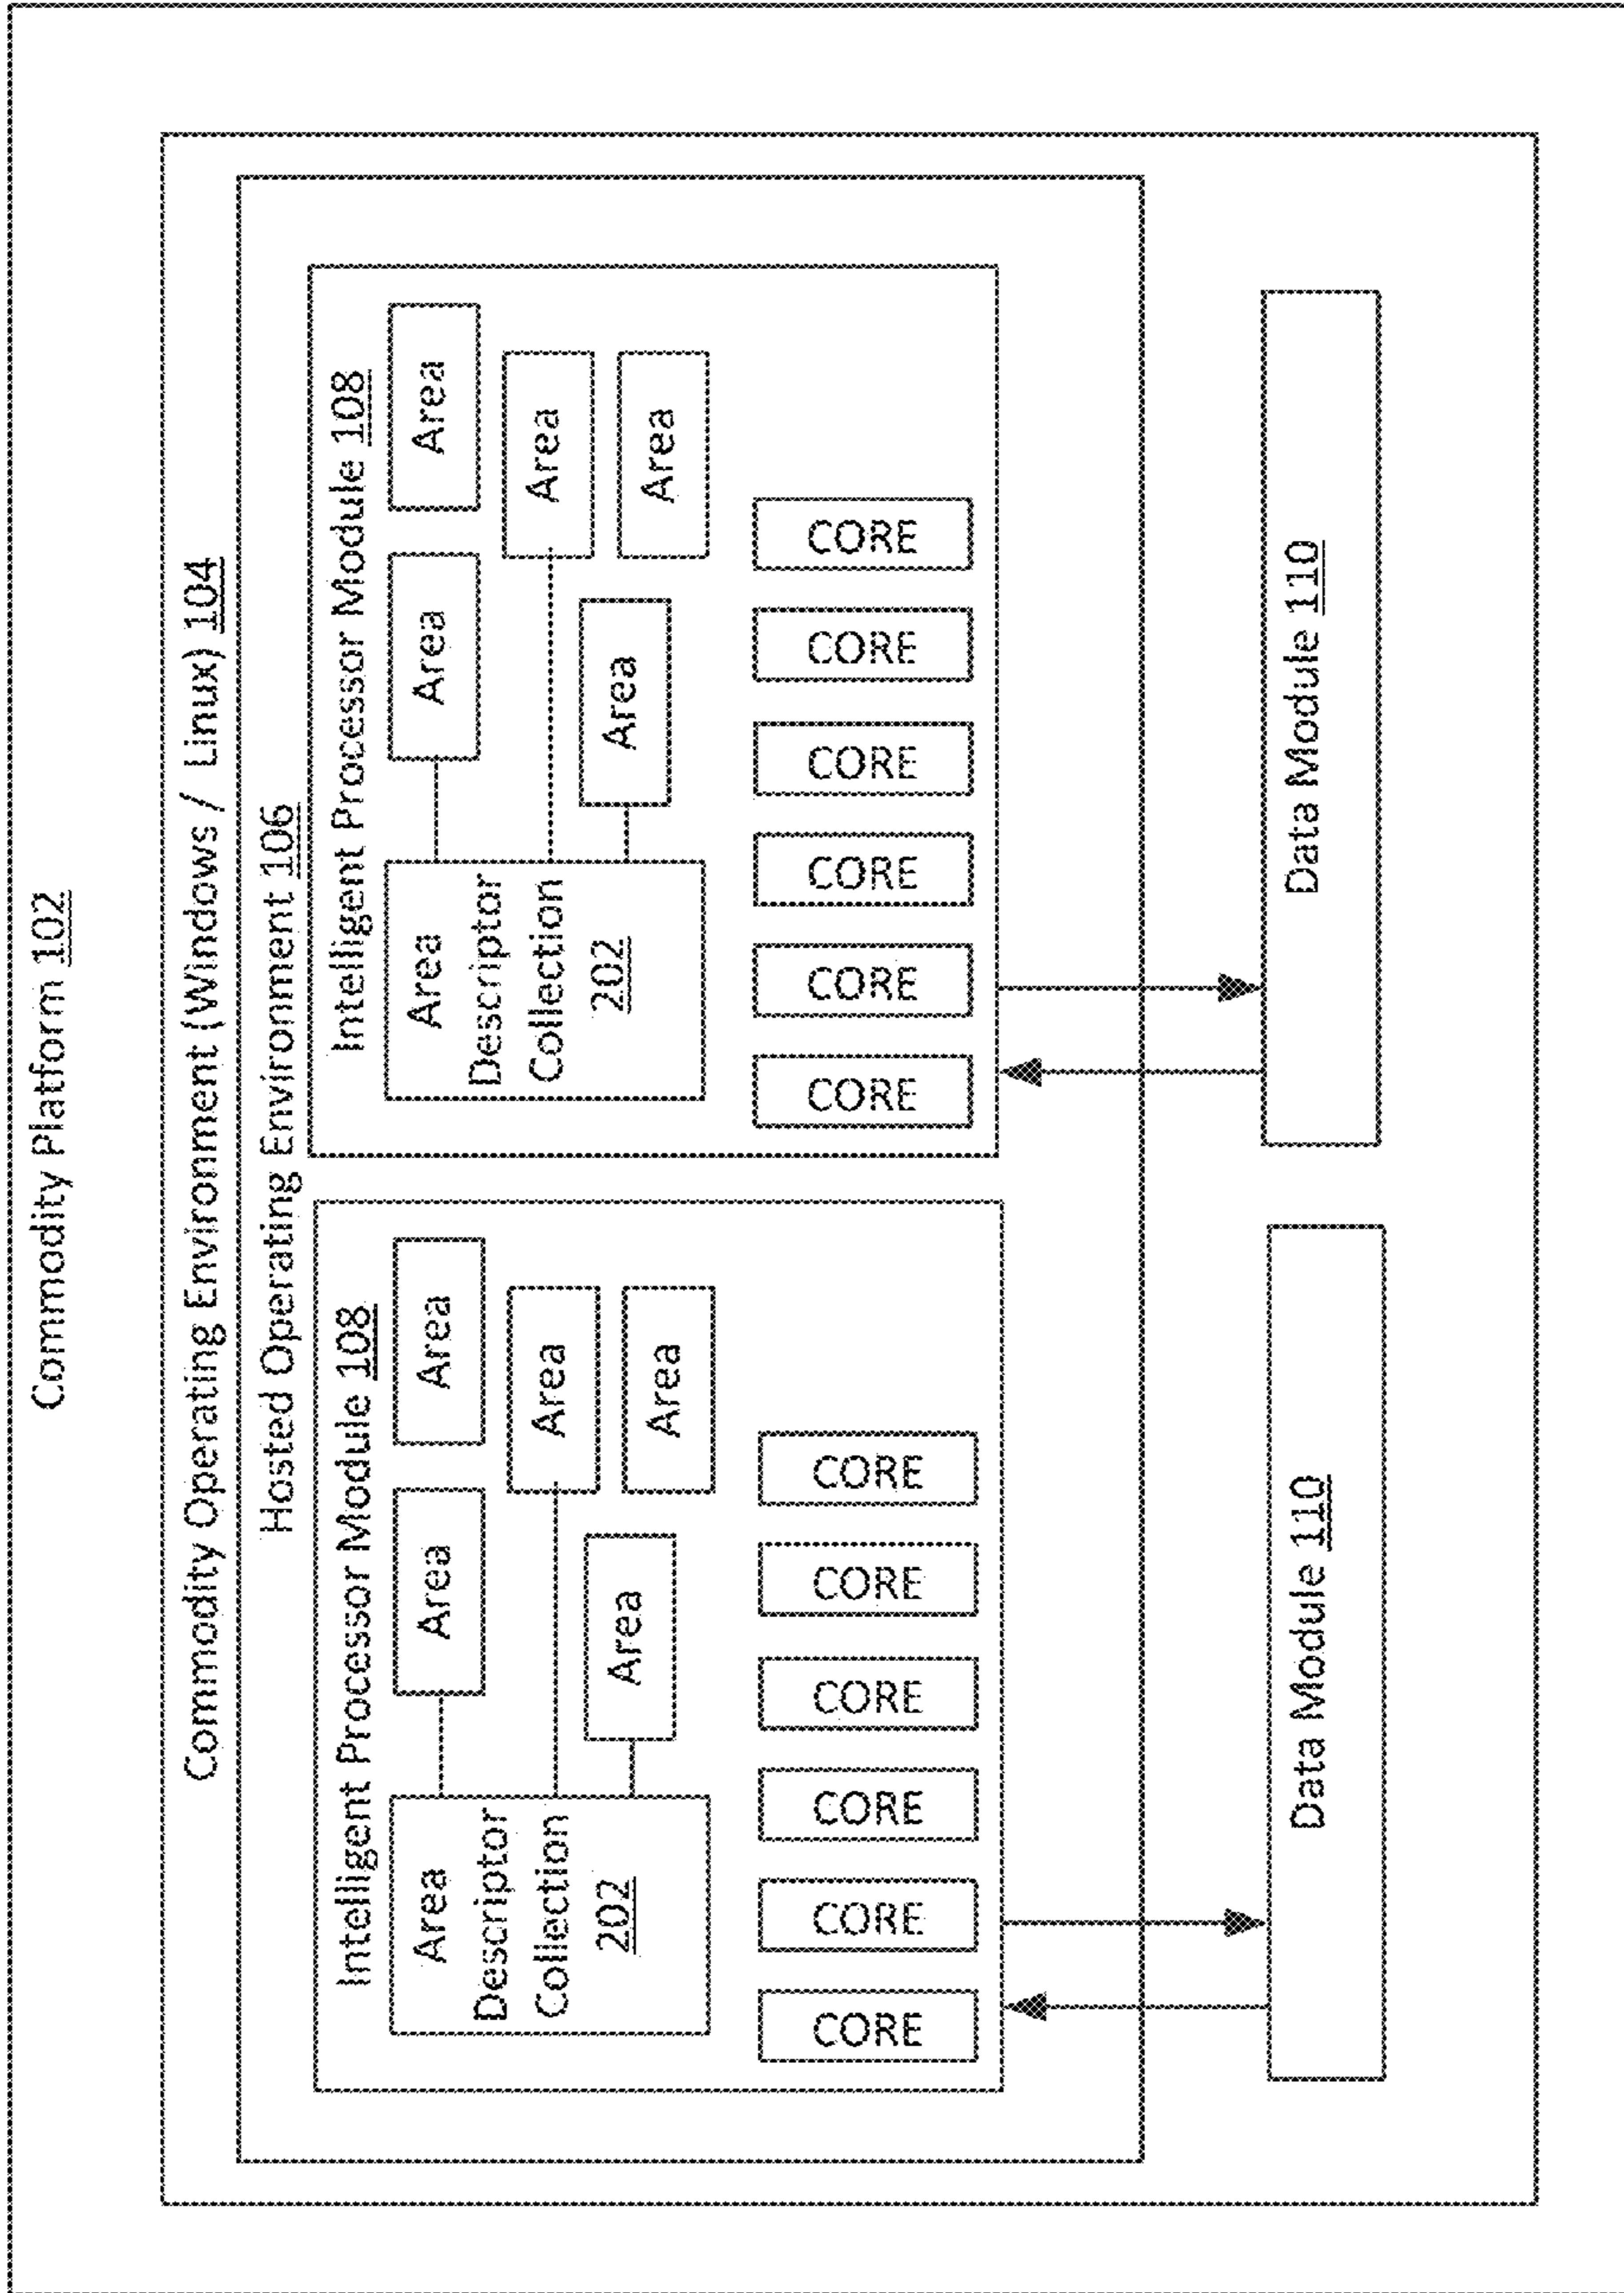 Commodity Platform 102
Commodity Operating Environment (Windows / Linux) 104
Hosted Operating Environment 106
Intelligent Processor Module 108
Area
Descriptor
Collection
202
Area
Area
Area
Area
Area
CORE
CORE
CORE
CORE
CORE
CORE
Data Module 110
Intelligent Processor Module 108
Area
Descriptor
Collection
202
Area
Area
Area
Area
Area
CORE
CORE
CORE
CORE
CORE
CORE
Data Module 110